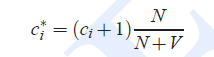 c_i^* = (c_i + 1) \frac{N}{N + V}